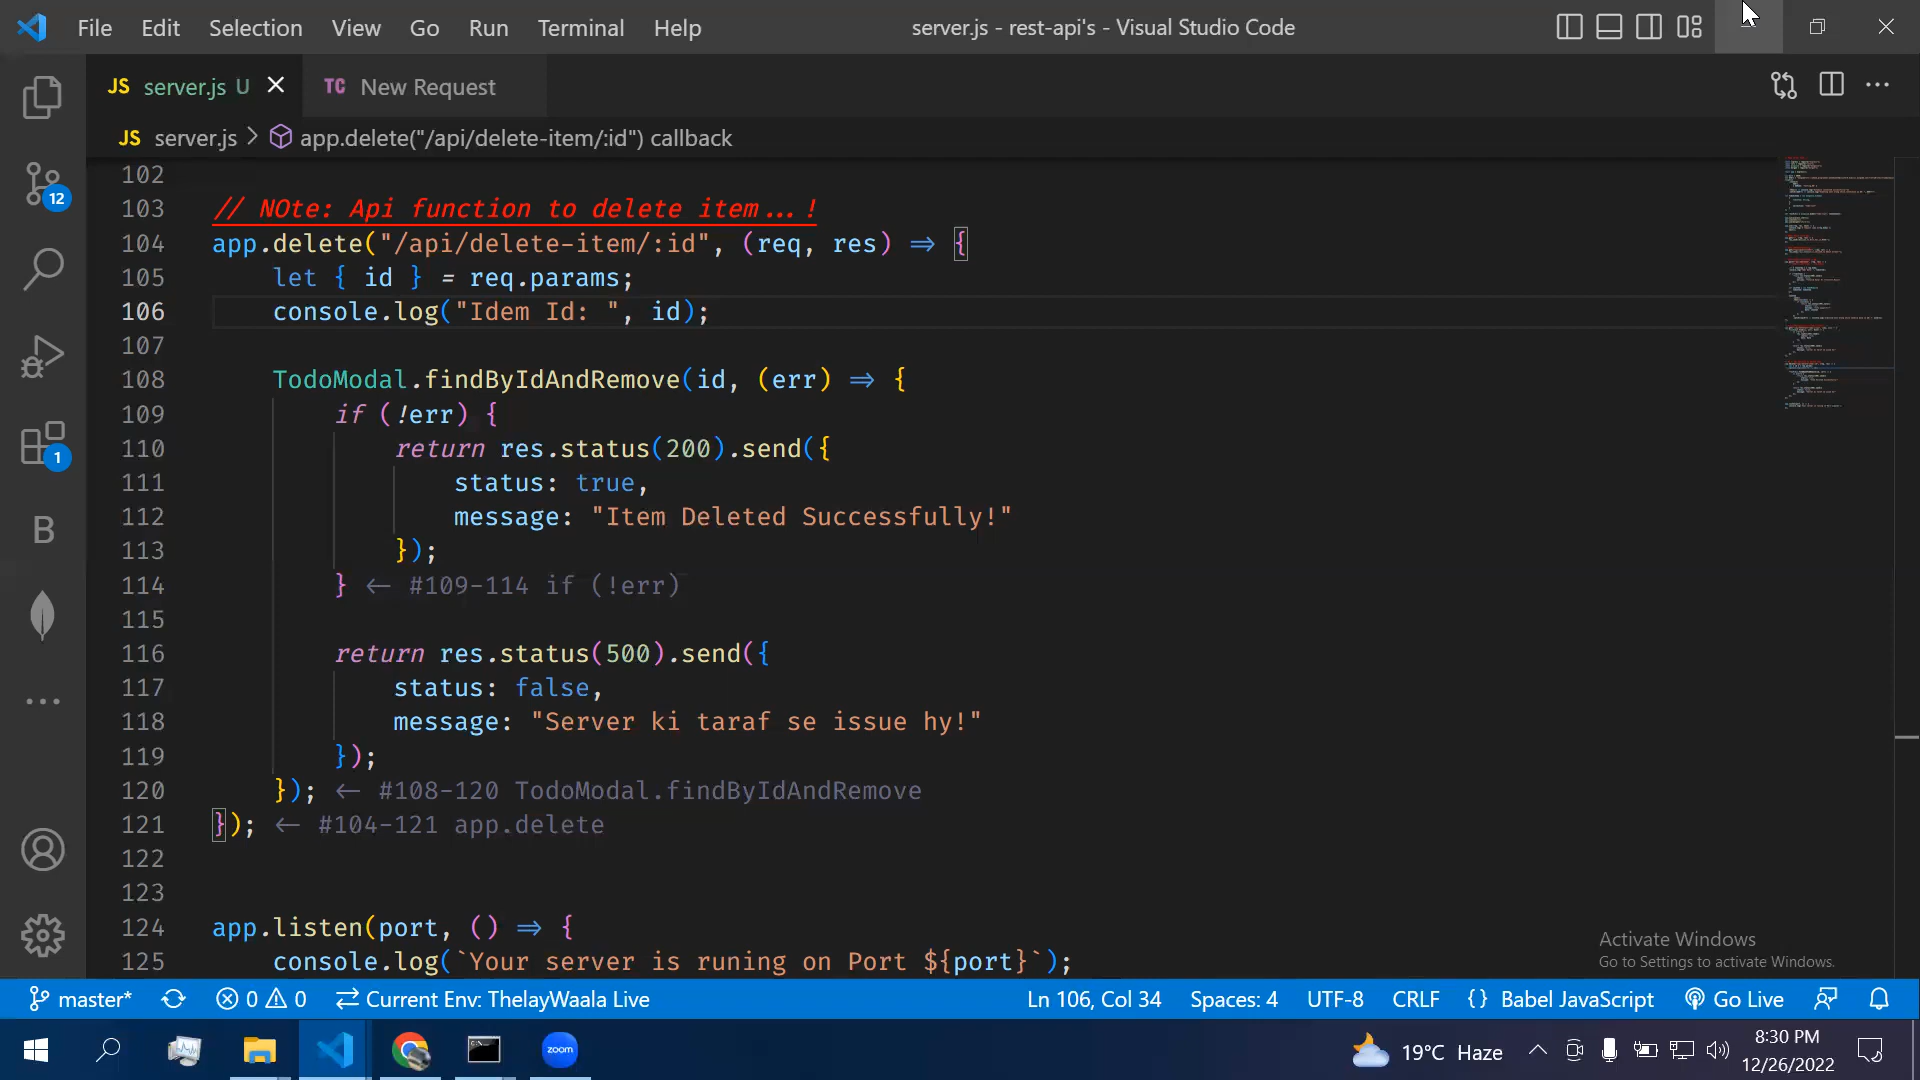 File Edit Selection View Go Run Terminal Help server.js - rest-api's - Visual Studio Code
JS server.js U TC New Request
JS server.js > app.delete("/api/delete-item/:id") callback
102
103 // NOte: Api function to delete item...!
104 app.delete("/api/delete-item/:id", (req, res) => {
105 let { id } = req.params;
106 console.log("Idem Id: ", id);
107
108 TodoModal.findByIdAndRemove(id, (err) => {
109 if (!err) {
110 return res.status(200).send({
111 status: true,
112 message: "Item Deleted Successfully!"
113 });
114 } <- #109-114 if (!err)
115
116 return res.status(500).send({
117 status: false,
118 message: "Server ki taraf se issue hy!"
119 });
120 }); <- #108-120 TodoModal.findByIdAndRemove
121 }); <- #104-121 app.delete
122
123
124 app.listen(port, () => {
125 console.log(`Your server is runing on Port ${port}`);
12
1
B
Activate Windows
Go to Settings to activate Windows.
master* 0 0 Current Env: ThelayWaala Live Ln 106, Col 34 Spaces: 4 UTF-8 CRLF {} Babel JavaScript Go Live
zoom 19°C Haze 8:30 PM
12/26/2022